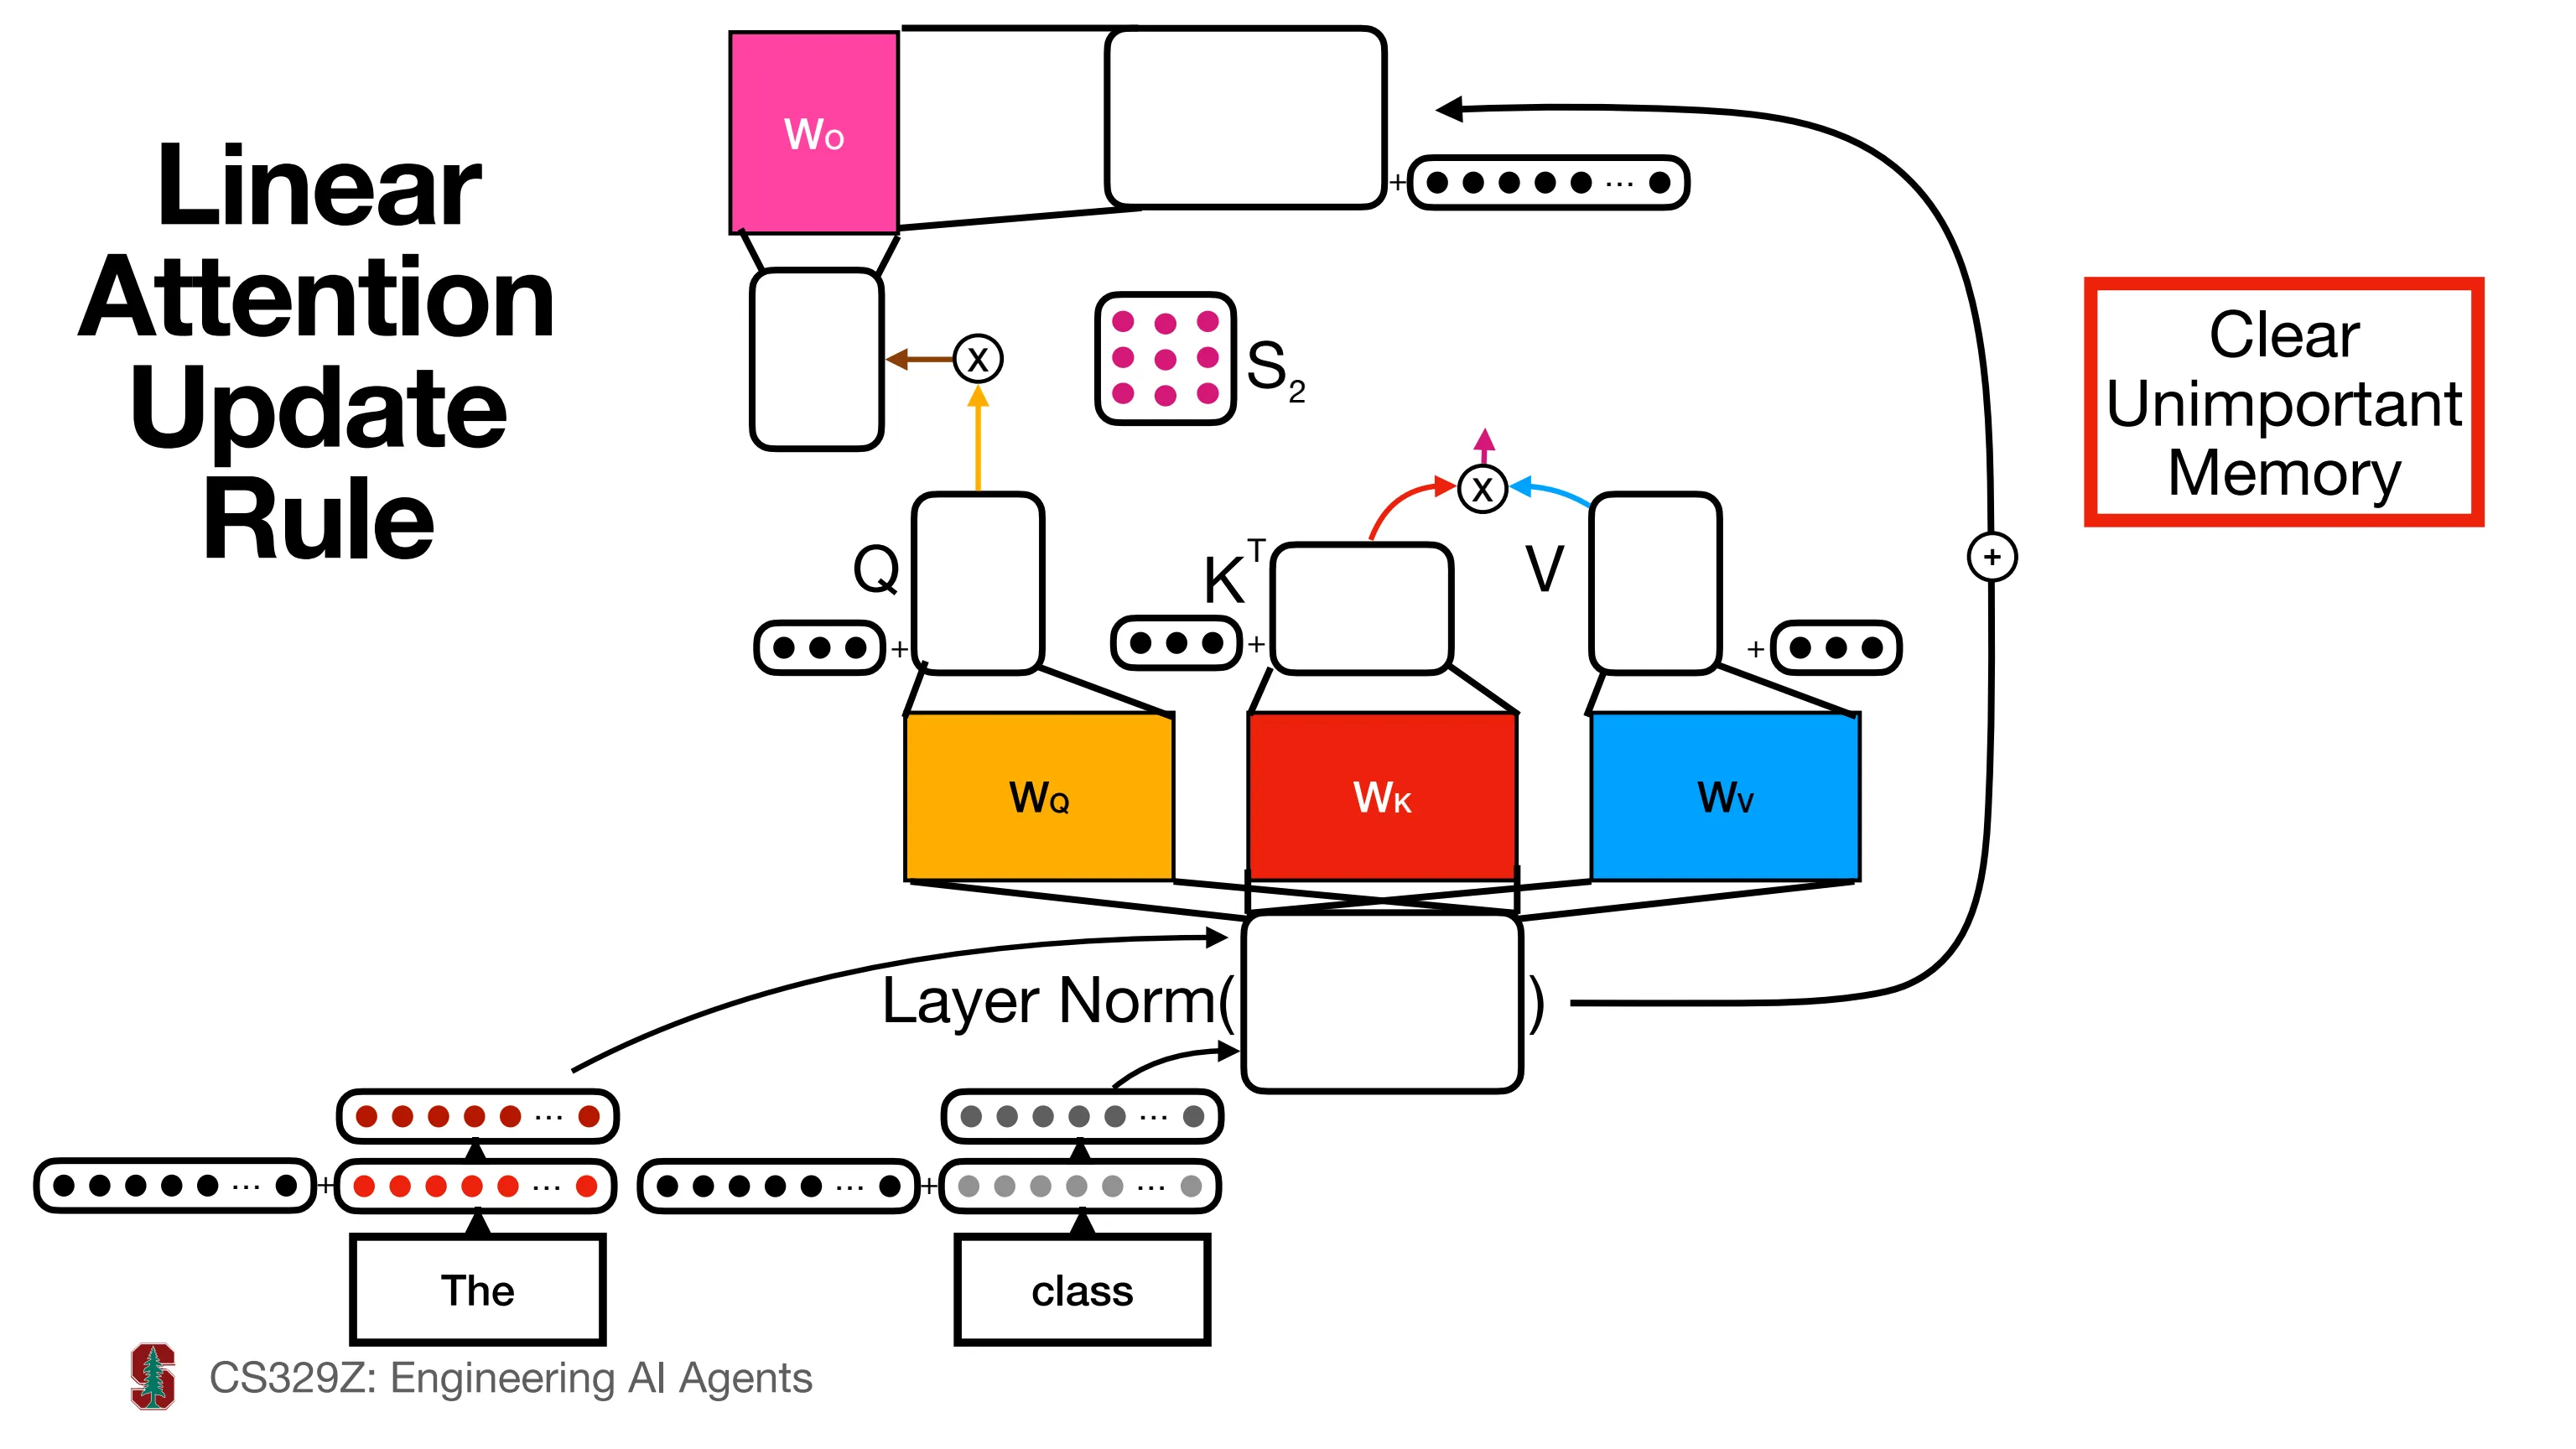 Linear
Attention
Update
Rule
WO
+
X
S2
Clear
Unimportant
Memory
X
Q
KT
V
+
+
+
+
WQ
WK
WV
Layer Norm(
)
...
...
+
...
...
+
...
...
The
class
CS329Z: Engineering AI Agents